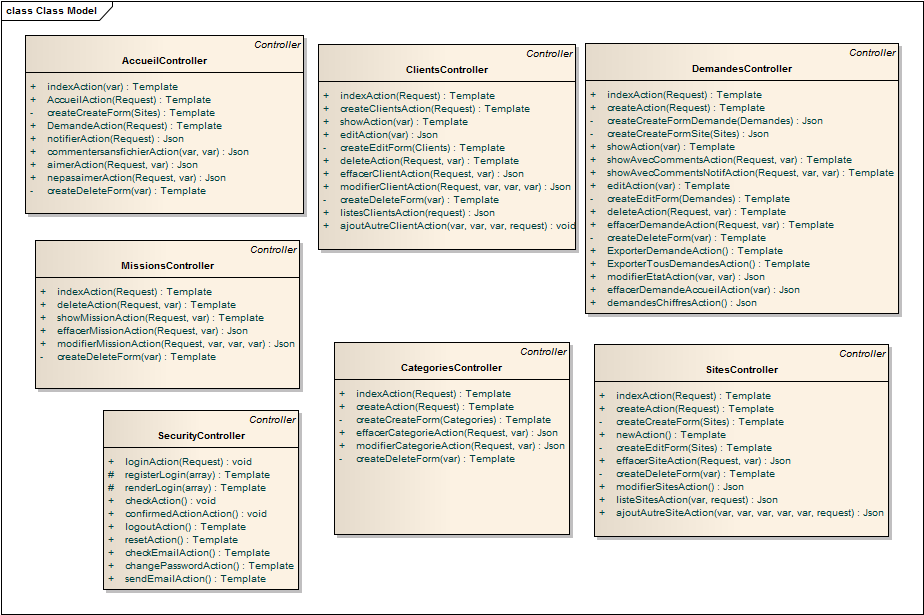 class Class Model
Controller
AccueilController
+ indexAction(var) : Template
+ AccueilAction(Request) : Template
- createCreateForm(Sites) : Template
+ DemandeAction(Request) : Template
+ notifierAction(Request) : Json
+ commentersansfichierAction(var, var) : Json
+ aimerAction(Request, var) : Json
+ nepasaimerAction(Request, var) : Json
- createDeleteForm(var) : Template
Controller
ClientsController
+ indexAction(Request) : Template
+ createClientsAction(Request) : Template
+ showAction(var) : Template
+ editAction(var) : Json
- createEditForm(Clients) : Template
+ deleteAction(Request, var) : Template
+ effacerClientAction(Request, var) : Json
+ modifierClientAction(Request, var, var, var) : Json
- createDeleteForm(var) : Template
+ listesClientsAction(request) : Json
+ ajoutAutreClientAction(var, var, var, request) : void
Controller
DemandesController
+ indexAction(Request) : Template
+ createAction(Request) : Template
- createCreateFormDemande(Demandes) : Json
- createCreateFormSite(Sites) : Json
+ showAction(var) : Template
+ showAvecCommentsAction(Request, var) : Template
+ showAvecCommentsNotifAction(Request, var, var) : Template
+ editAction(var) : Template
- createEditForm(Demandes) : Template
+ deleteAction(Request, var) : Template
+ effacerDemandeAction(Request, var) : Template
- createDeleteForm(var) : Template
+ ExporterDemandeAction() : Template
+ ExporterTousDemandesAction() : Template
+ modifierEtatAction(var, var) : Json
+ effacerDemandeAccueilAction(var) : Json
+ demandesChiffresAction() : Json
Controller
MissionsController
+ indexAction(Request) : Template
+ deleteAction(Request, var) : Template
+ showMissionAction(Request, var) : Template
+ effacerMissionAction(Request, var) : Json
+ modifierMissionAction(Request, var, var, var) : Json
- createDeleteForm(var) : Template
Controller
CategoriesController
+ indexAction(Request) : Template
+ createAction(Request) : Template
- createCreateForm(Categories) : Template
+ effacerCategorieAction(Request, var) : Json
+ modifierCategorieAction(Request, var, var) : Json
- createDeleteForm(var) : Template
Controller
SitesController
+ indexAction(Request) : Template
+ createAction(Request) : Template
- createCreateForm(Sites) : Template
+ newAction() : Template
- createEditForm(Sites) : Template
+ effacerSiteAction(Request, var) : Json
- createDeleteForm(var) : Template
+ modifierSitesAction() : Json
+ listeSitesAction(var, request) : Json
+ ajoutAutreSiteAction(var, var, var, var, var, request) : Json
Controller
SecurityController
+ loginAction(Request) : void
# registerLogin(array) : Template
# renderLogin(array) : Template
+ checkAction() : void
+ confirmedActionAction() : void
+ logoutAction() : Template
+ resetAction() : Template
+ checkEmailAction() : Template
+ changePasswordAction() : Template
+ sendEmailAction() : Template